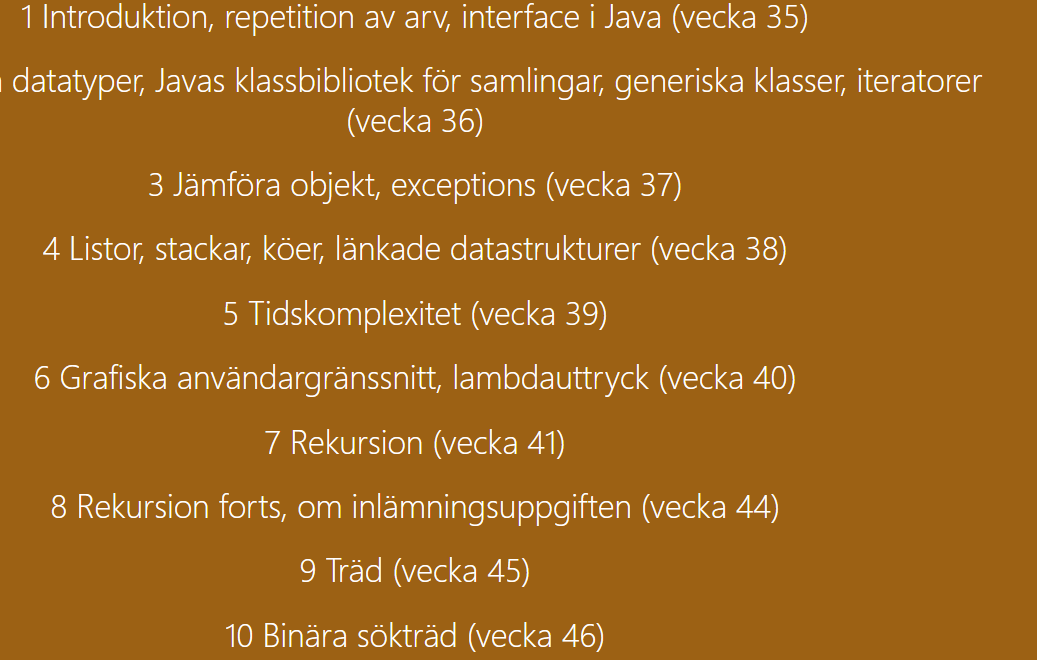 1 Introduktion, repetition av arv, interface i Java (vecka 35)
datatyper, Javas klassbibliotek för samlingar, generiska klasser, iteratorer
(vecka 36)
3 Jämföra objekt, exceptions (vecka 37)
4 Listor, stackar, köer, länkade datastrukturer (vecka 38)
5 Tidskomplexitet (vecka 39)
6 Grafiska användargränssnitt, lambdauttryck (vecka 40)
7 Rekursion (vecka 41)
8 Rekursion forts, om inlämningsuppgiften (vecka 44)
9 Träd (vecka 45)
10 Binära sökträd (vecka 46)